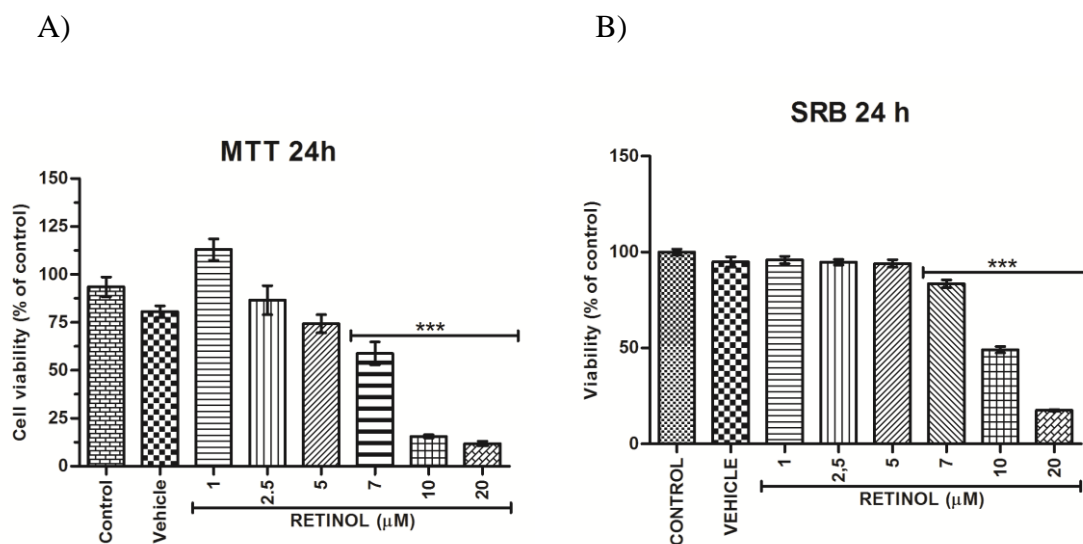 A)
MTT 24h
Cell viability (% of control)
150
125
100
75
50
25
0
***
Control
Vehicle
1
2.5
5
7
10
20
RETINOL (µM)
B)
SRB 24 h
Viability (% of control)
150
100
50
0
***
CONTROL
VEHICLE
1
2,5
5
7
10
20
RETINOL (µM)